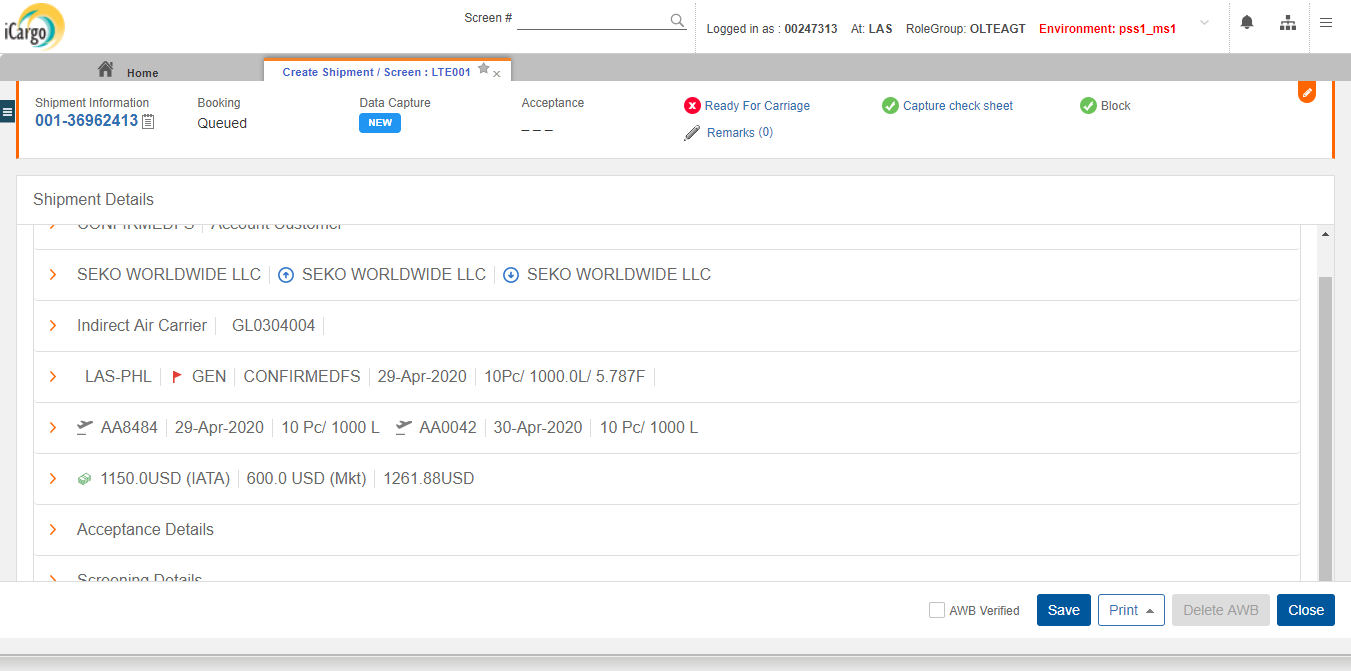 iCargo
Screen #
Logged in as : 00247313 At: LAS RoleGroup: OLTEAGT Environment: pss1_ms1
Home
Create Shipment / Screen : LTE001
Shipment Information Booking Data Capture Acceptance Ready For Carriage Capture check sheet Block
001-36962413 Queued NEW _ _ _ Remarks (0)
Shipment Details
CONFIRMEDFS Account Customer
SEKO WORLDWIDE LLC SEKO WORLDWIDE LLC SEKO WORLDWIDE LLC
Indirect Air Carrier GL0304004
LAS-PHL GEN CONFIRMEDFS 29-Apr-2020 10Pc/ 1000.0L/ 5.787F
AA8484 29-Apr-2020 10 Pc/ 1000 L AA0042 30-Apr-2020 10 Pc/ 1000 L
1150.0USD (IATA) 600.0 USD (Mkt) 1261.88USD
Acceptance Details
Screening Details
AWB Verified Save Print Delete AWB Close